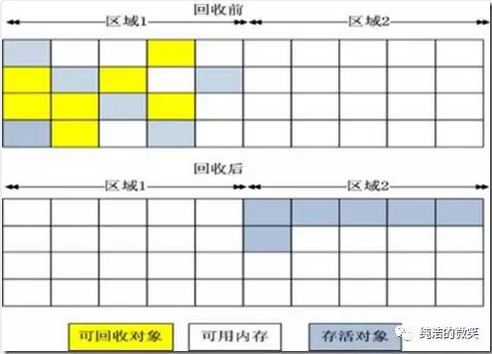 回收前
区域1 区域2
回收后
区域1 区域2
可回收对象 可用内存 存活对象
纯洁的微笑